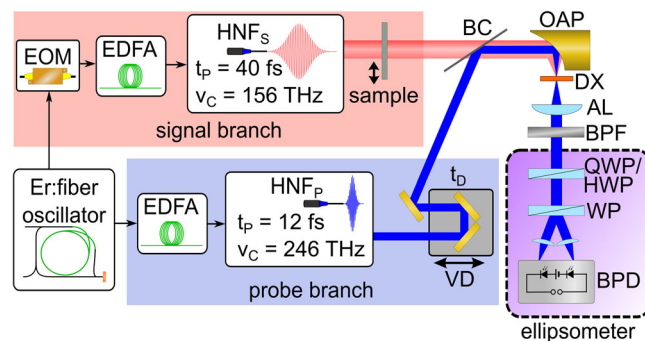 EOM
EDFA
HNF_S
t_P = 40 fs
ν_C = 156 THz
sample
signal branch
BC
OAP
DX
AL
BPF
QWP/
HWP
WP
BPD
ellipsometer
Er:fiber
oscillator
EDFA
HNF_P
t_P = 12 fs
ν_C = 246 THz
t_D
VD
probe branch